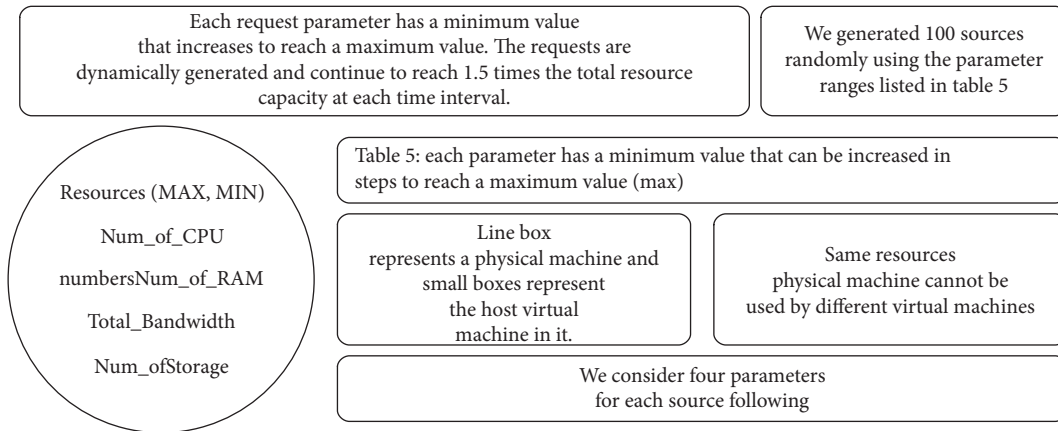 Each request parameter has a minimum value
that increases to reach a maximum value. The requests are
dynamically generated and continue to reach 1.5 times the total resource
capacity at each time interval.
We generated 100 sources
randomly using the parameter
ranges listed in table 5
Resources (MAX, MIN)
Num_of_CPU
numbersNum_of_RAM
Total_Bandwidth
Num_ofStorage
Table 5: each parameter has a minimum value that can be increased in
steps to reach a maximum value (max)
Line box
represents a physical machine and
small boxes represent
the host virtual
machine in it.
Same resources
physical machine cannot be
used by different virtual machines
We consider four parameters
for each source following